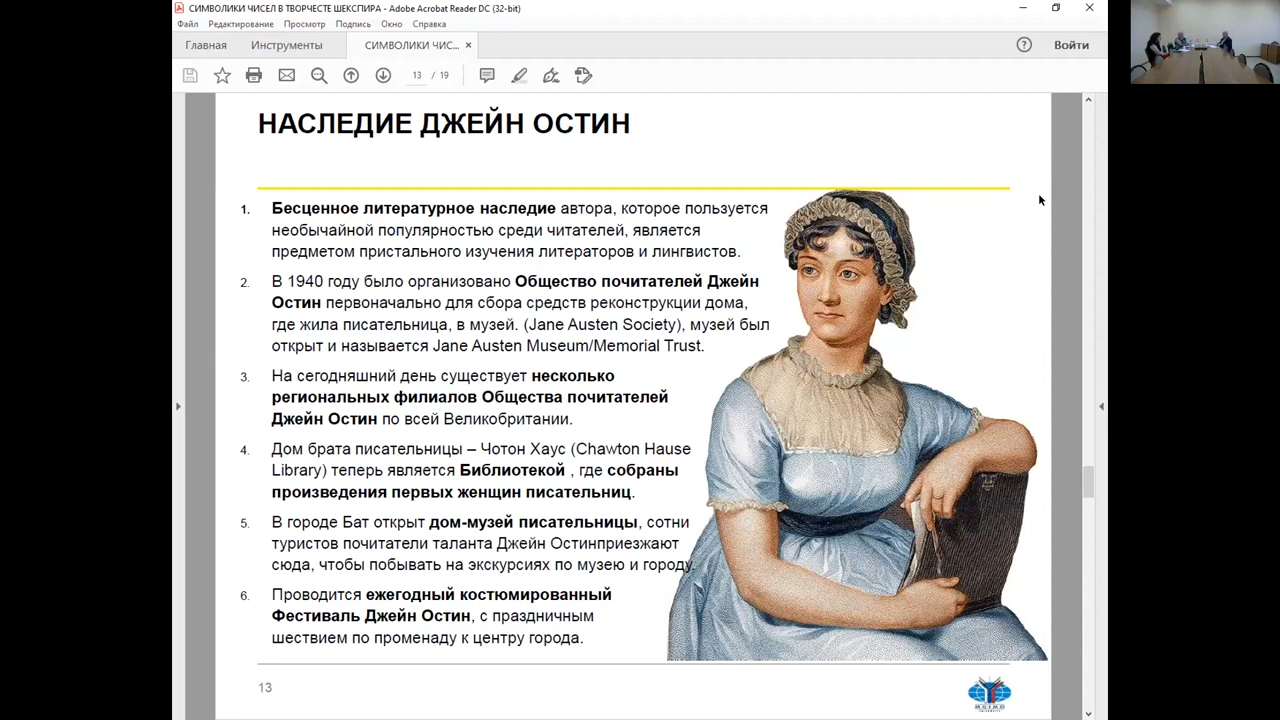 СИМВОЛИКИ ЧИСЕЛ В ТВОРЧЕСТВЕ ШЕКСПИРА - Adobe Acrobat Reader DC (32-bit)
Файл Редактирование Просмотр Подпись Окно Справка
Главная Инструменты СИМВОЛИКИ ЧИС... × Войти
13 / 19
НАСЛЕДИЕ ДЖЕЙН ОСТИН
1. Бесценное литературное наследие автора, которое пользуется
необычайной популярностью среди читателей, является
предметом пристального изучения литераторов и лингвистов.
2. В 1940 году было организовано Общество почитателей Джейн
Остин первоначально для сбора средств реконструкции дома,
где жила писательница, в музей. (Jane Austen Society), музей был
открыт и называется Jane Austen Museum/Memorial Trust.
3. На сегодняшний день существует несколько
региональных филиалов Общества почитателей
Джейн Остин по всей Великобритании.
4. Дом брата писательницы – Чотон Хаус (Chawton Hause
Library) теперь является Библиотекой , где собраны
произведения первых женщин писательниц.
5. В городе Бат открыт дом-музей писательницы, сотни
туристов почитатели таланта Джейн Остинприезжают
сюда, чтобы побывать на экскурсиях по музею и городу.
6. Проводится ежегодный костюмированный
Фестиваль Джейн Остин, с праздничным
шествием по променаду к центру города.
13
MGIMO
UNIVERSITY